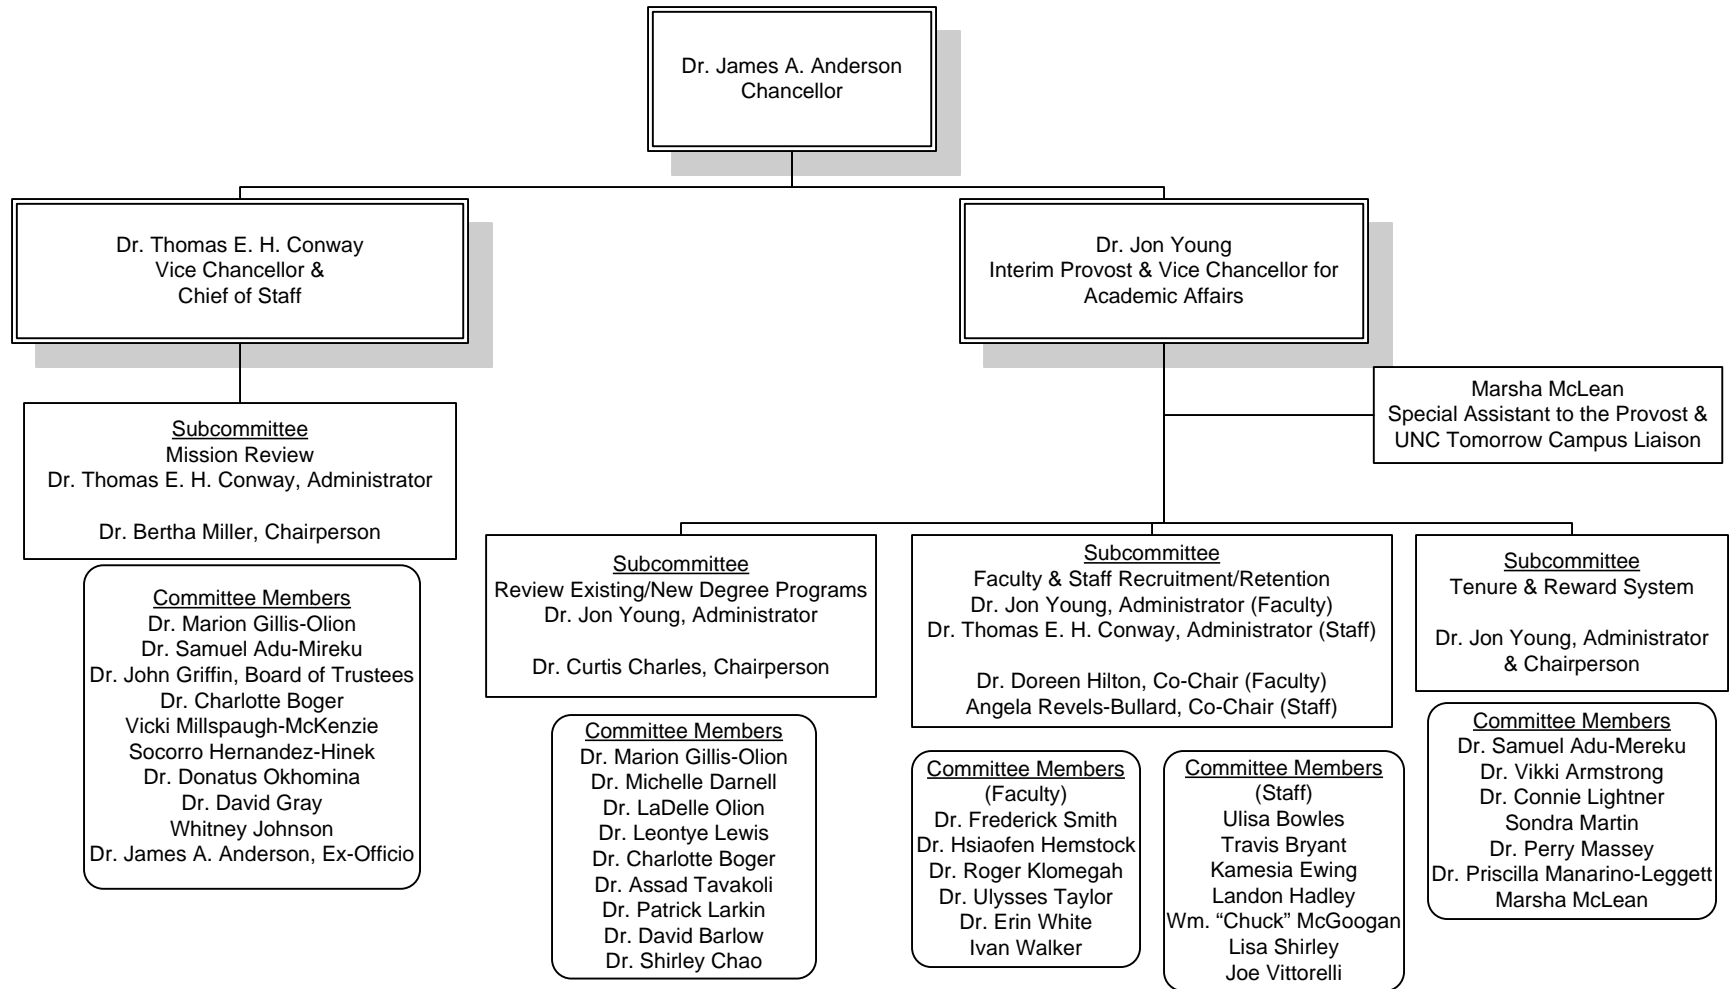 Dr. James A. Anderson
Chancellor
Dr. Thomas E. H. Conway
Vice Chancellor &
Chief of Staff
Dr. Jon Young
Interim Provost & Vice Chancellor for
Academic Affairs
Marsha McLean
Special Assistant to the Provost &
UNC Tomorrow Campus Liaison
Subcommittee
Mission Review
Dr. Thomas E. H. Conway, Administrator
Dr. Bertha Miller, Chairperson
Committee Members
Dr. Marion Gillis-Olion
Dr. Samuel Adu-Mireku
Dr. John Griffin, Board of Trustees
Dr. Charlotte Boger
Vicki Millspaugh-McKenzie
Socorro Hernandez-Hinek
Dr. Donatus Okhomina
Dr. David Gray
Whitney Johnson
Dr. James A. Anderson, Ex-Officio
Subcommittee
Review Existing/New Degree Programs
Dr. Jon Young, Administrator
Dr. Curtis Charles, Chairperson
Committee Members
Dr. Marion Gillis-Olion
Dr. Michelle Darnell
Dr. LaDelle Olion
Dr. Leontye Lewis
Dr. Charlotte Boger
Dr. Assad Tavakoli
Dr. Patrick Larkin
Dr. David Barlow
Dr. Shirley Chao
Subcommittee
Faculty & Staff Recruitment/Retention
Dr. Jon Young, Administrator (Faculty)
Dr. Thomas E. H. Conway, Administrator (Staff)
Dr. Doreen Hilton, Co-Chair (Faculty)
Angela Revels-Bullard, Co-Chair (Staff)
Committee Members
(Faculty)
Dr. Frederick Smith
Dr. Hsiaofen Hemstock
Dr. Roger Klomegah
Dr. Ulysses Taylor
Dr. Erin White
Ivan Walker
Committee Members
(Staff)
Ulisa Bowles
Travis Bryant
Kamesia Ewing
Landon Hadley
Wm. “Chuck” McGoogan
Lisa Shirley
Joe Vittorelli
Subcommittee
Tenure & Reward System
Dr. Jon Young, Administrator
& Chairperson
Committee Members
Dr. Samuel Adu-Mereku
Dr. Vikki Armstrong
Dr. Connie Lightner
Sondra Martin
Dr. Perry Massey
Dr. Priscilla Manarino-Leggett
Marsha McLean